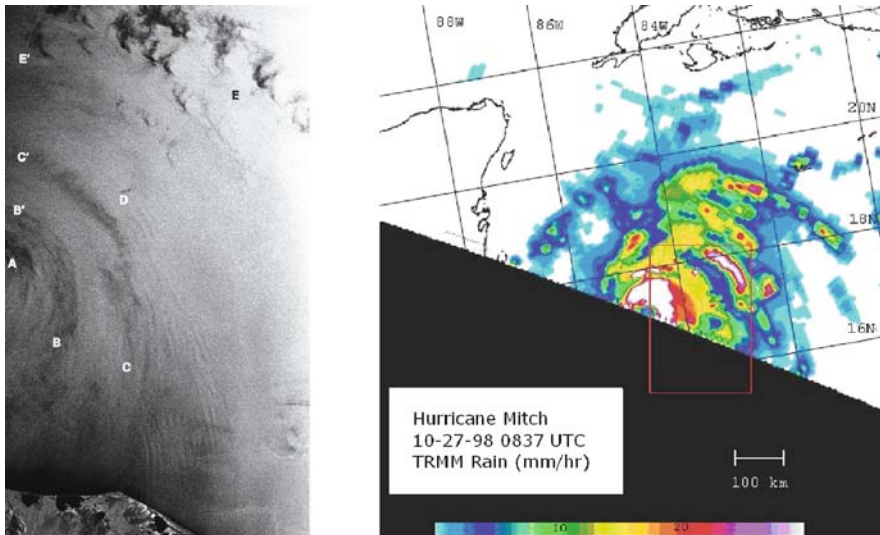 E'
E
C'
D
B'
A
B
C
88W
86W
84W
20N
18N
16N
Hurricane Mitch
10-27-98 0837 UTC
TRMM Rain (mm/hr)
100 km
10
20